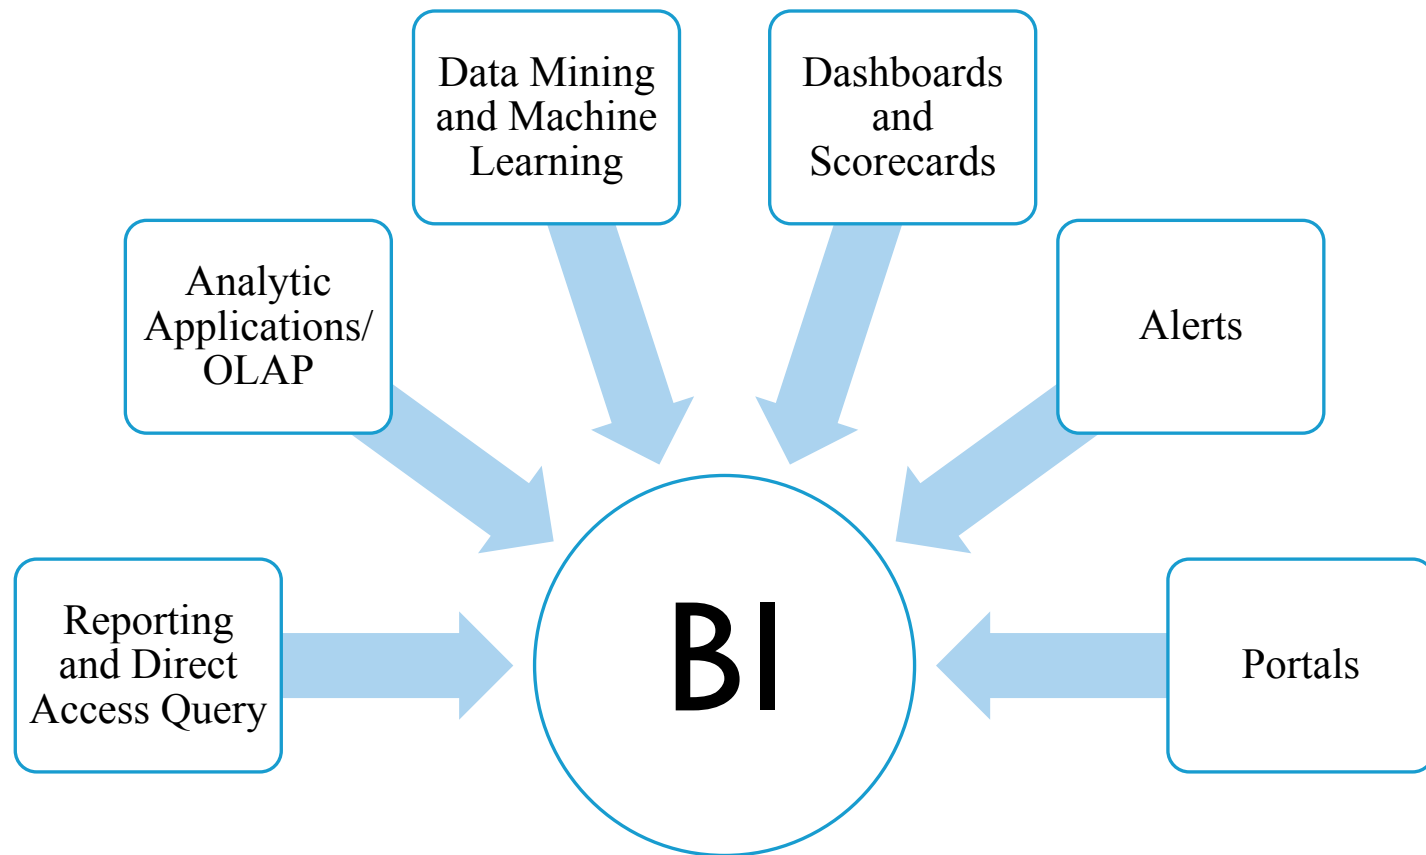 Data Mining
and Machine
Learning
Dashboards
and
Scorecards
Analytic
Applications/
OLAP
Alerts
Reporting
and Direct
Access Query
BI
Portals